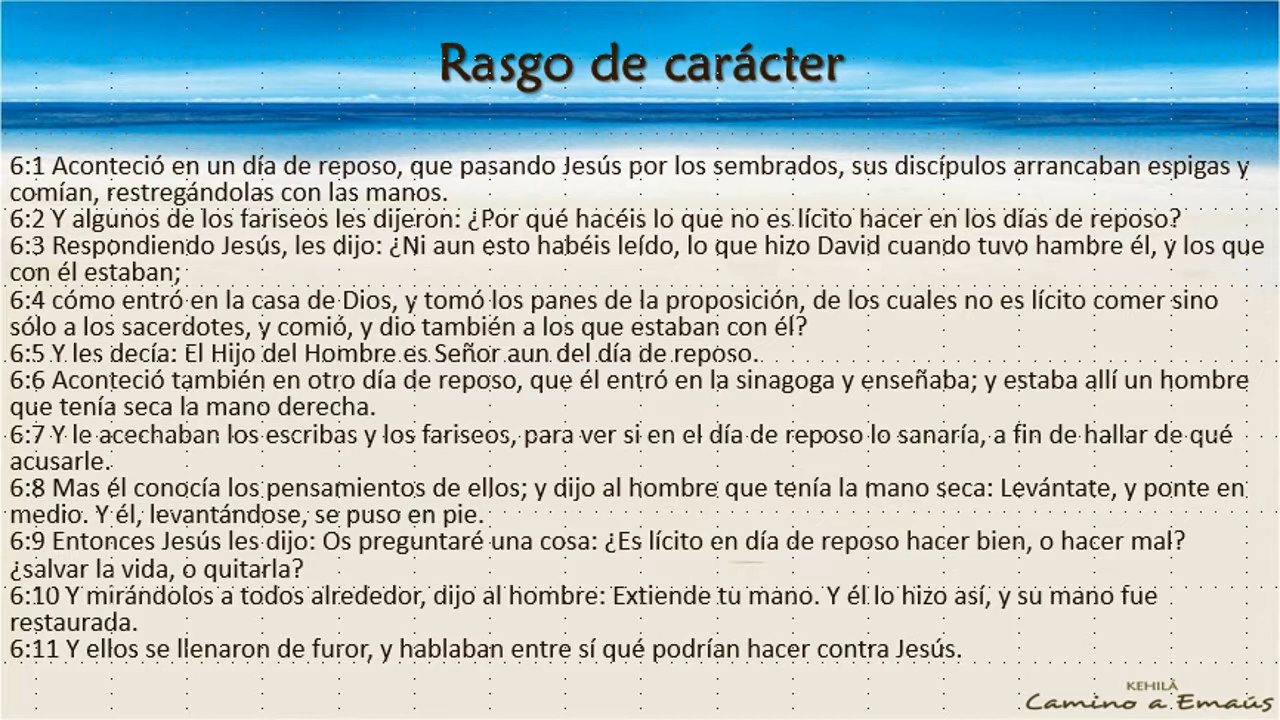 Rasgo de carácter
6:1 Aconteció en un día de reposo, que pasando Jesús por los sembrados, sus discípulos arrancaban espigas y
comían, restregándolas con las manos.
6:2 Y algunos de los fariseos les dijeron: ¿Por qué hacéis lo que no es lícito hacer en los días de reposo?
6:3 Respondiendo Jesús, les dijo: ¿Ni aun esto habéis leído, lo que hizo David cuando tuvo hambre él, y los que
con él estaban;
6:4 cómo entró en la casa de Dios, y tomó los panes de la proposición, de los cuales no es lícito comer sino
sólo a los sacerdotes, y comió, y dio también a los que estaban con él?
6:5 Y les decía: El Hijo del Hombre es Señor aun del día de reposo.
6:6 Aconteció también en otro día de reposo, que él entró en la sinagoga y enseñaba; y estaba allí un hombre
que tenía seca la mano derecha.
6:7 Y le acechaban los escribas y los fariseos, para ver si en el día de reposo lo sanaría, a fin de hallar de qué
acusarle.
6:8 Mas él conocía los pensamientos de ellos; y dijo al hombre que tenía la mano seca: Levántate, y ponte en
medio. Y él, levantándose, se puso en pie.
6:9 Entonces Jesús les dijo: Os preguntaré una cosa: ¿Es lícito en día de reposo hacer bien, o hacer mal?
¿salvar la vida, o quitarla?
6:10 Y mirándolos a todos alrededor, dijo al hombre: Extiende tu mano. Y él lo hizo así, y su mano fue
restaurada.
6:11 Y ellos se llenaron de furor, y hablaban entre sí qué podrían hacer contra Jesús.
KEHILÁ
Camino a Emaús